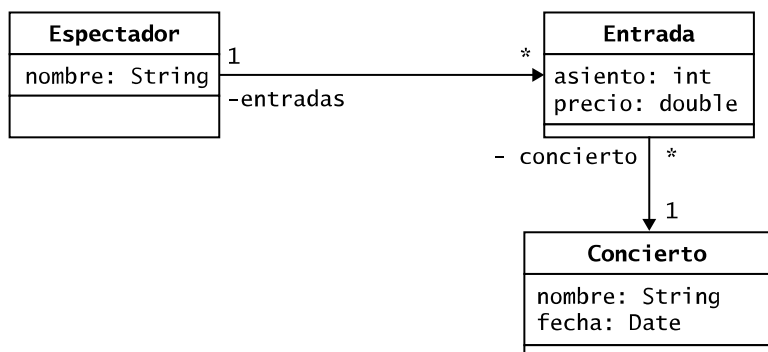 Espectador
nombre: String
1
-entradas
*
Entrada
asiento: int
precio: double
- concierto
*
1
Concierto
nombre: String
fecha: Date